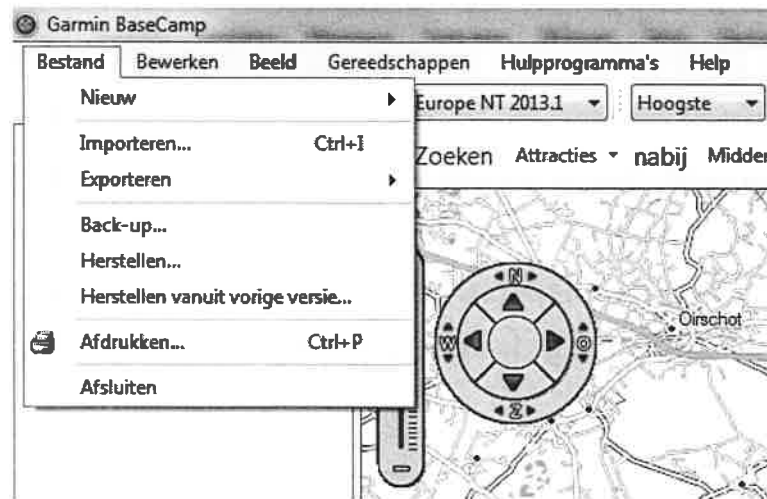 Garmin BaseCamp
Bestand Bewerken Beeld Gereedschappen Hulpprogramma's Help
Nieuw
Europe NT 2013.1 Hoogste
Importeren... Ctrl+I
Zoeken Attracties nabij Midden
Exporteren
Back-up...
Herstellen...
Herstellen vanuit vorige versie...
Afdrukken... Ctrl+P
Afsluiten
N
W O
Z
Oirschot